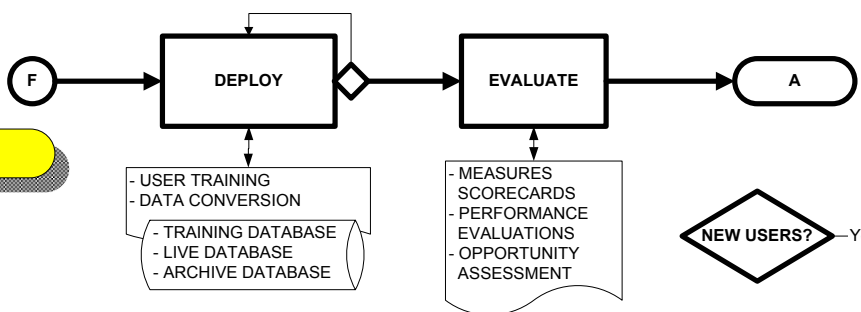 F
DEPLOY
EVALUATE
A
- USER TRAINING
- DATA CONVERSION
- TRAINING DATABASE
- LIVE DATABASE
- ARCHIVE DATABASE
- MEASURES
SCORECARDS
- PERFORMANCE
EVALUATIONS
- OPPORTUNITY
ASSESSMENT
NEW USERS?
Y